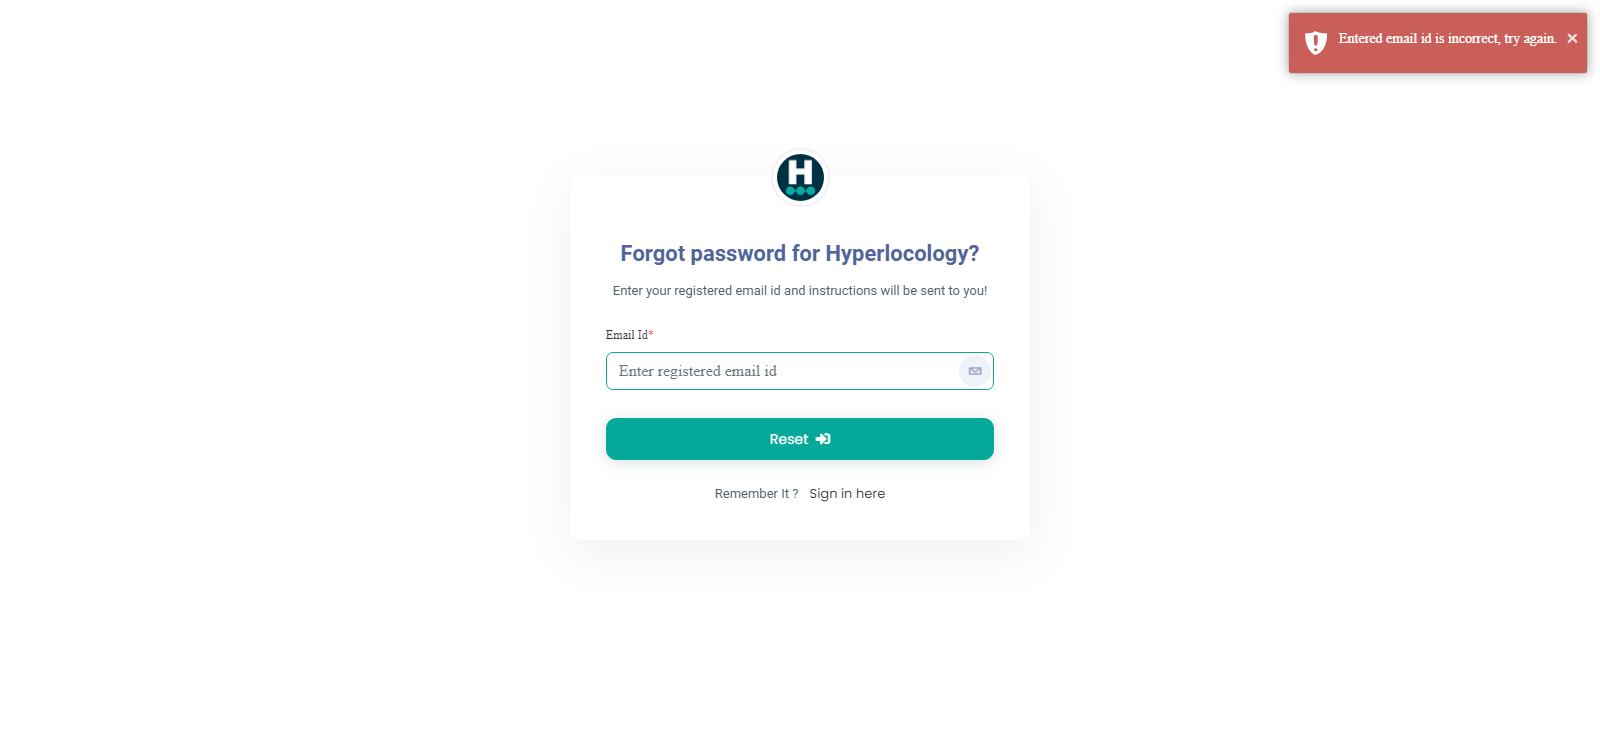 Entered email id is incorrect, try again. ×
H
Forgot password for Hyperlocology?
Enter your registered email id and instructions will be sent to you!
Email Id*
Enter registered email id
Reset
Remember It ? Sign in here